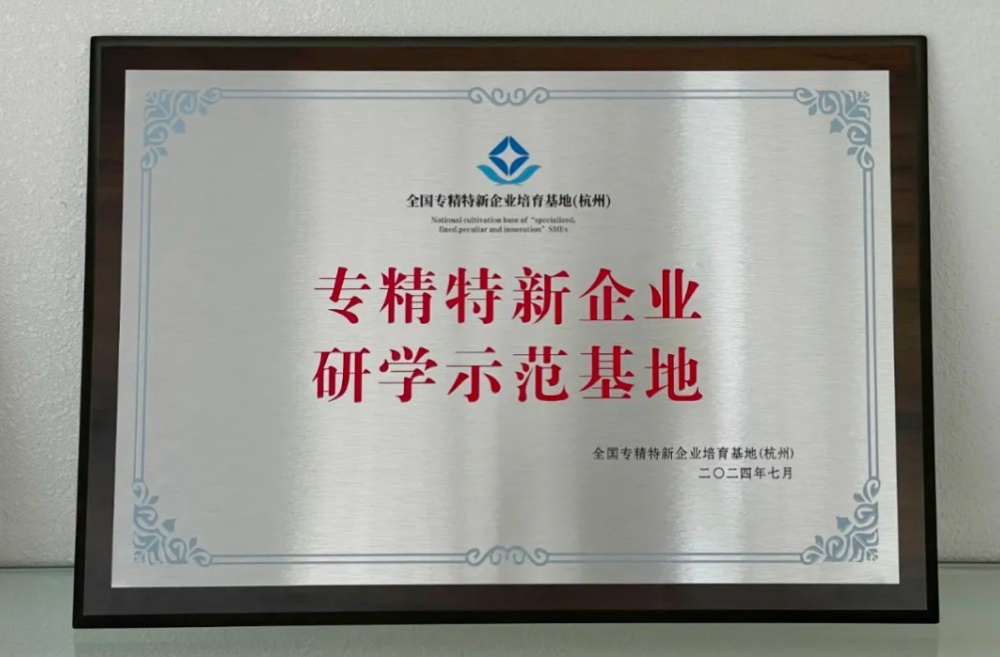 全国专精特新企业培育基地(杭州)
National cultivation base of "specialized,
fined,peculiar and innovation" SMEs
专精特新企业
研学示范基地
全国专精特新企业培育基地(杭州)
二〇二四年七月